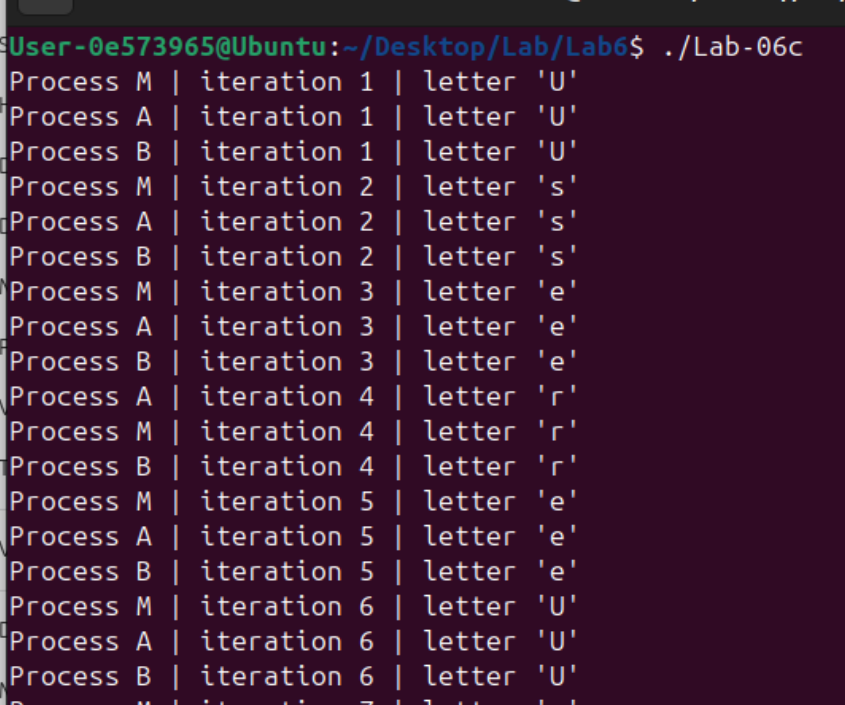 User-0e573965@Ubuntu:~/Desktop/Lab/Lab6$ ./Lab-06c
Process M | iteration 1 | letter 'U'
Process A | iteration 1 | letter 'U'
Process B | iteration 1 | letter 'U'
Process M | iteration 2 | letter 's'
Process A | iteration 2 | letter 's'
Process B | iteration 2 | letter 's'
Process M | iteration 3 | letter 'e'
Process A | iteration 3 | letter 'e'
Process B | iteration 3 | letter 'e'
Process A | iteration 4 | letter 'r'
Process M | iteration 4 | letter 'r'
Process B | iteration 4 | letter 'r'
Process M | iteration 5 | letter 'e'
Process A | iteration 5 | letter 'e'
Process B | iteration 5 | letter 'e'
Process M | iteration 6 | letter 'U'
Process A | iteration 6 | letter 'U'
Process B | iteration 6 | letter 'U'